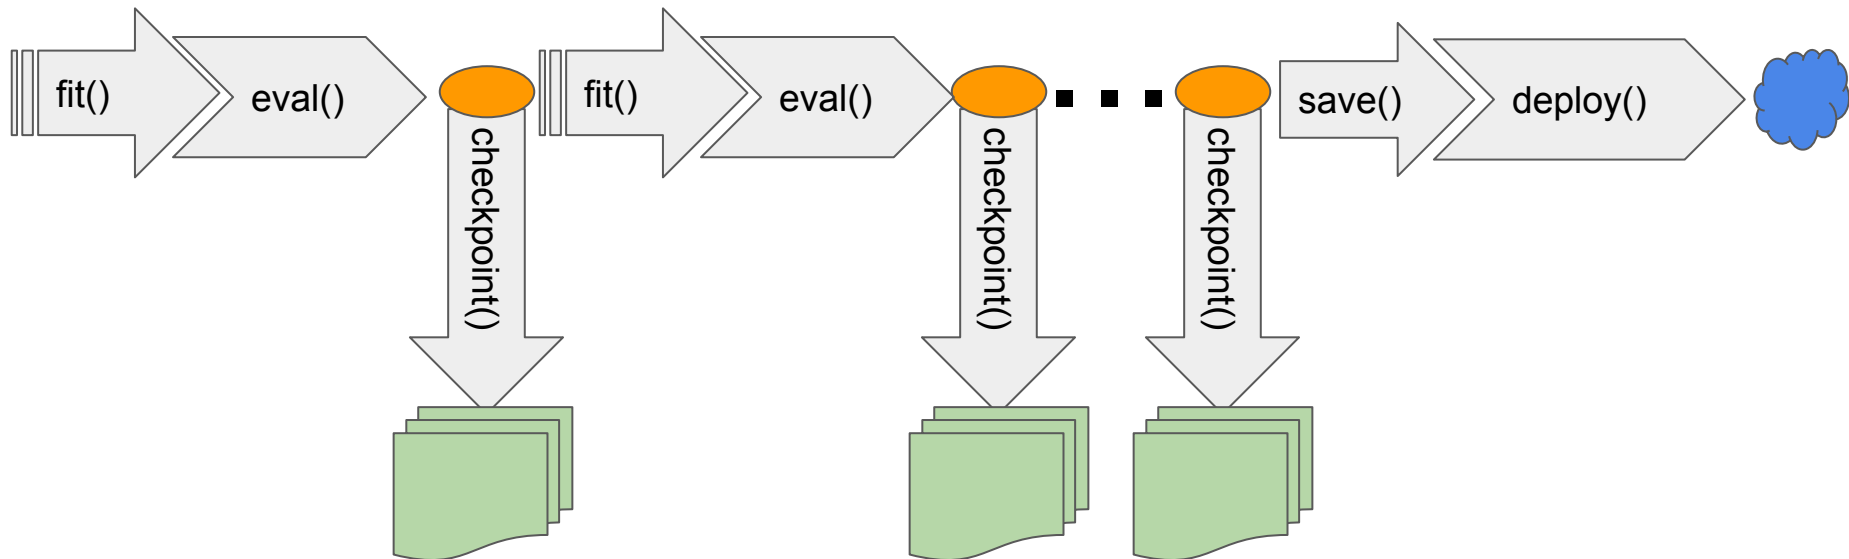 fit()
eval()
checkpoint()
fit()
eval()
checkpoint()
checkpoint()
save()
deploy()